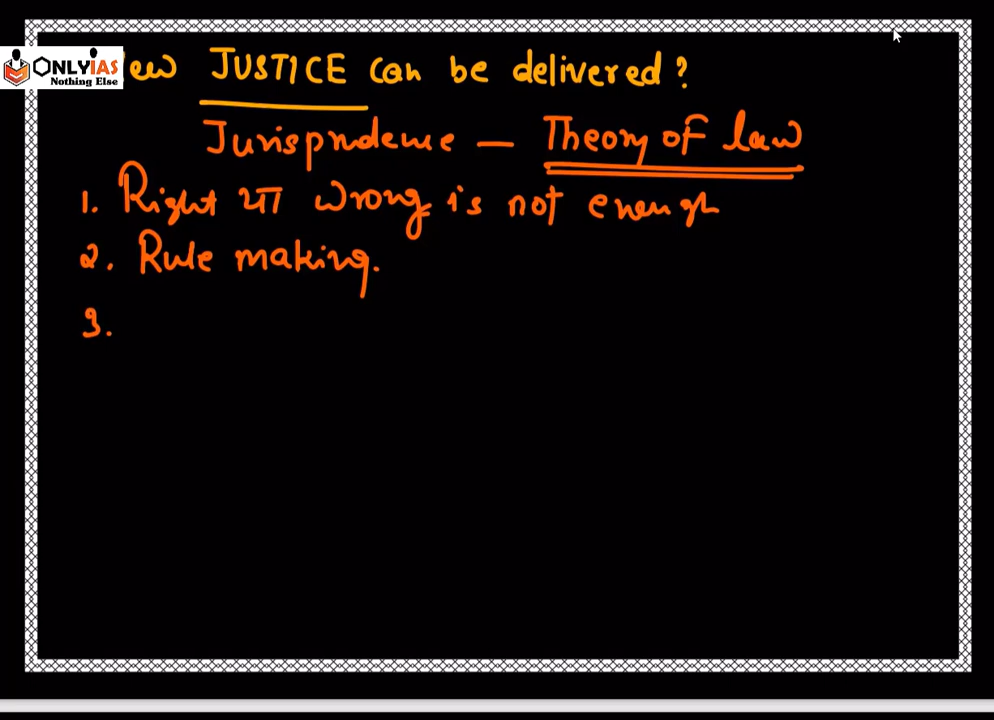 ONLYIAS
Nothing Else
JUSTICE can be delivered?
Jurisprudence — Theory of law
1. Right या wrong is not enough
2. Rule making.
3.